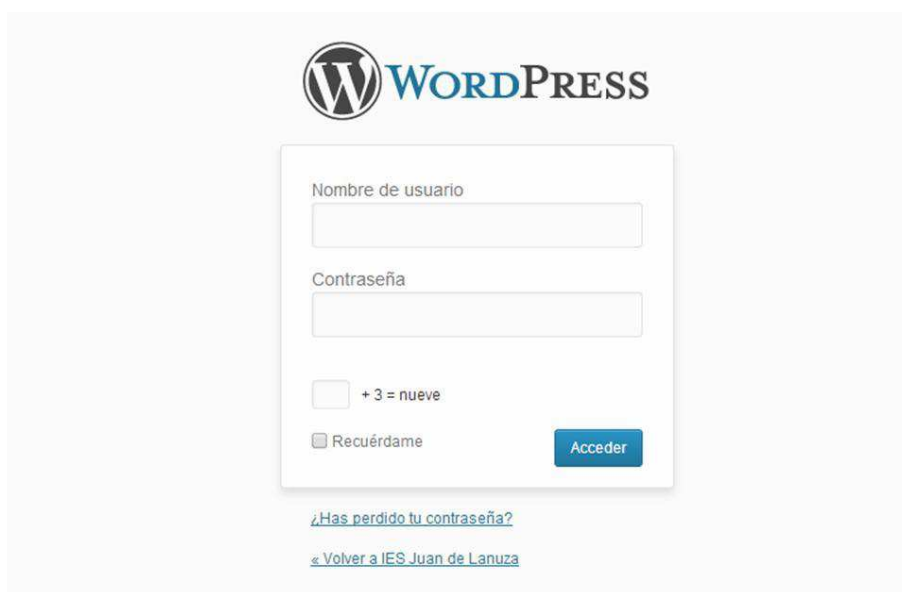 WORDPRESS
Nombre de usuario
Contraseña
+ 3 = nueve
Recuérdame
Acceder
¿Has perdido tu contraseña?
« Volver a IES Juan de Lanuza